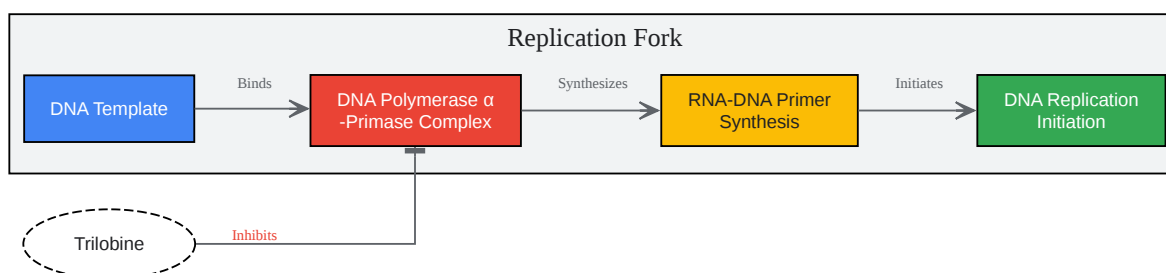 Replication Fork
DNA Template
Binds
DNA Polymerase α
-Primase Complex
Synthesizes
RNA-DNA Primer
Synthesis
Initiates
DNA Replication
Initiation
Trilobine
Inhibits